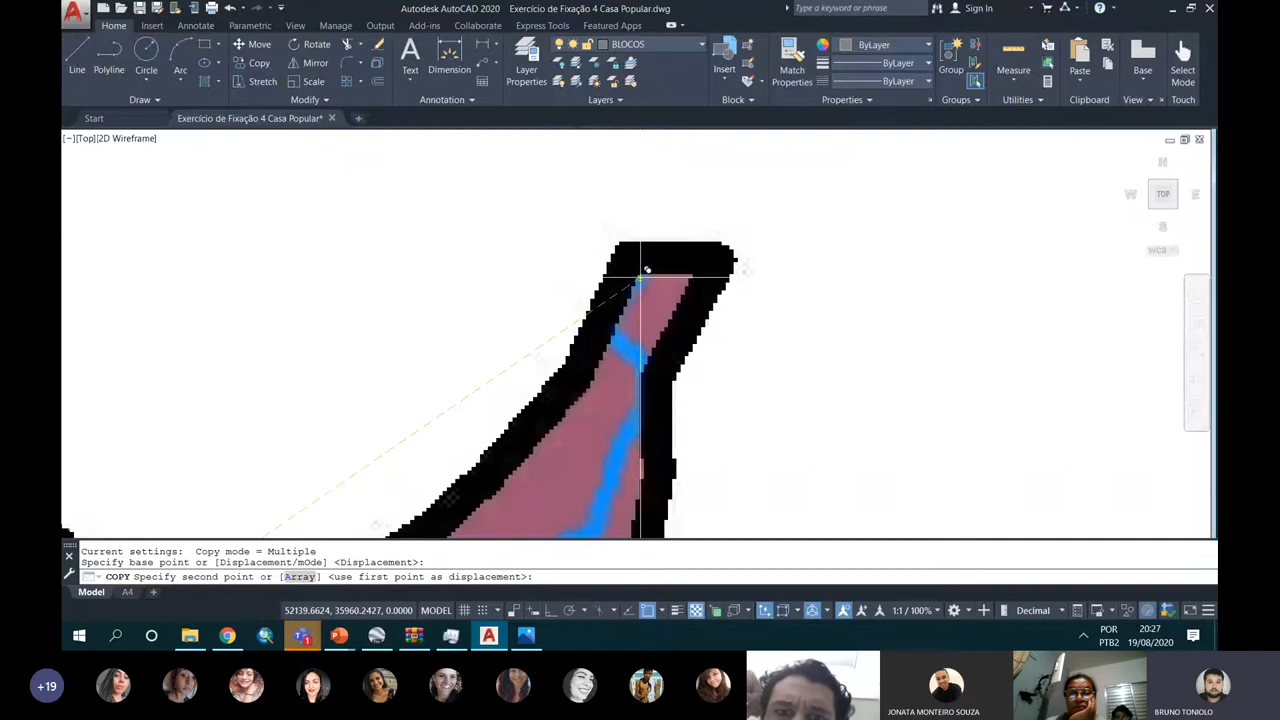 Autodesk AutoCAD 2020 Exercício de Fixação 4 Casa Popular.dwg
Type a keyword or phrase
Sign In
Home Insert Annotate Parametric View Manage Output Add-ins Collaborate Express Tools Featured Apps
Line Polyline Circle Arc
Move Rotate
Copy Mirror
Stretch Scale
Text Dimension
Layer Properties
BLOCOS
Insert
Match Properties
ByLayer
ByLayer
ByLayer
Group
Measure
Paste
Base
Select Mode
Draw Modify Annotation Layers Block Properties Groups Utilities Clipboard View Touch
Start Exercício de Fixação 4 Casa Popular*
[−][Top][2D Wireframe]
N
W TOP E
S
WCS
Current settings: Copy mode = Multiple
Specify base point or [Displacement/mOde] <Displacement>:
COPY Specify second point or [Array] <use first point as displacement>:
Model A4
52139.6624, 35960.2427, 0.0000 MODEL 1:1 / 100% Decimal
POR 20:27
PTB2 19/08/2020
+19
JONATA MONTEIRO SOUZA BRUNO TONIOLO